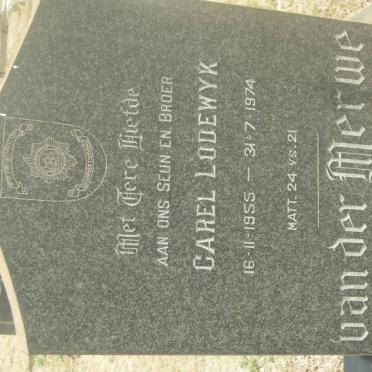 Met Tere Liefde
AAN ONS SEUN EN BROER
CAREL LODEWYK
16-11-1955 — 31-7-1974
MATT. 24 VS. 21
van der Merwe